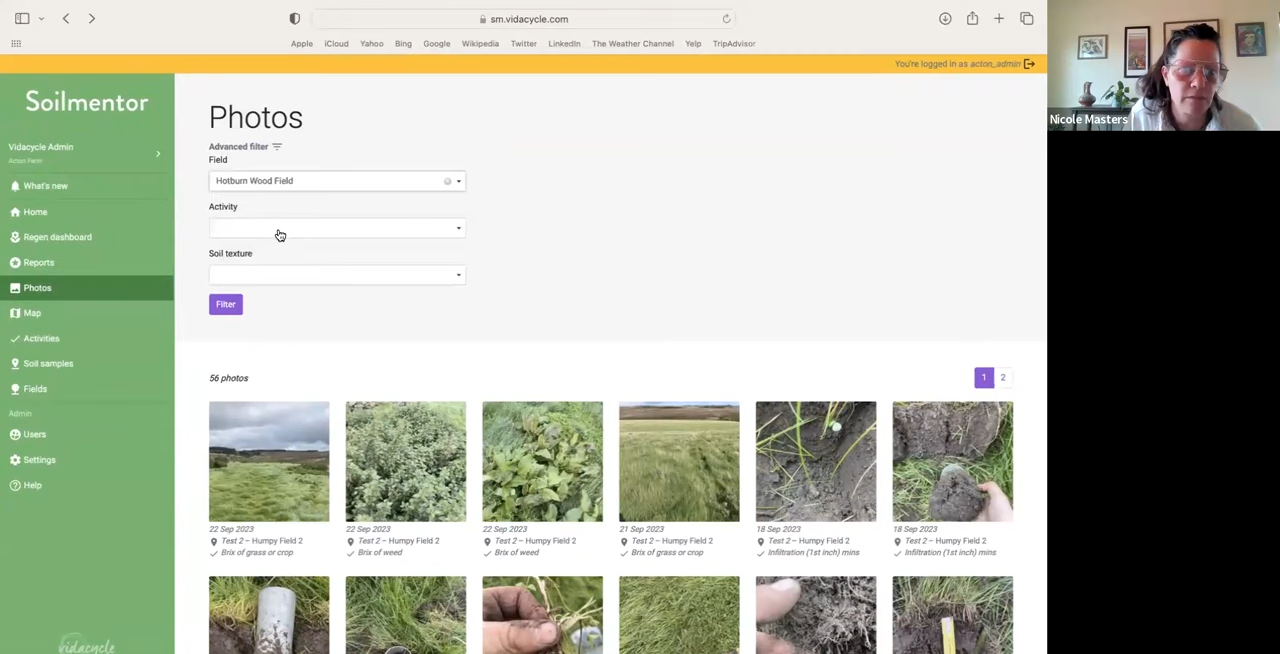 sm.vidacycle.com
Apple iCloud Yahoo Bing Google Wikipedia Twitter LinkedIn The Weather Channel Yelp TripAdvisor
You're logged in as acton_admin
Soilmentor
Vidacycle Admin
Acton Farm
What's new
Home
Regen dashboard
Reports
Photos
Map
Activities
Soil samples
Fields
Admin
Users
Settings
Help
vidacycle
Photos
Advanced filter
Field
Hotburn Wood Field
Activity
Soil texture
Filter
56 photos
1 2
22 Sep 2023
Test 2 – Humpy Field 2
Brix of grass or crop
22 Sep 2023
Test 2 – Humpy Field 2
Brix of weed
22 Sep 2023
Test 2 – Humpy Field 2
Brix of weed
21 Sep 2023
Test 2 – Humpy Field 2
Brix of grass or crop
18 Sep 2023
Test 2 – Humpy Field 2
Infiltration (1st inch) mins
18 Sep 2023
Test 2 – Humpy Field 2
Infiltration (1st inch) mins
Nicole Masters